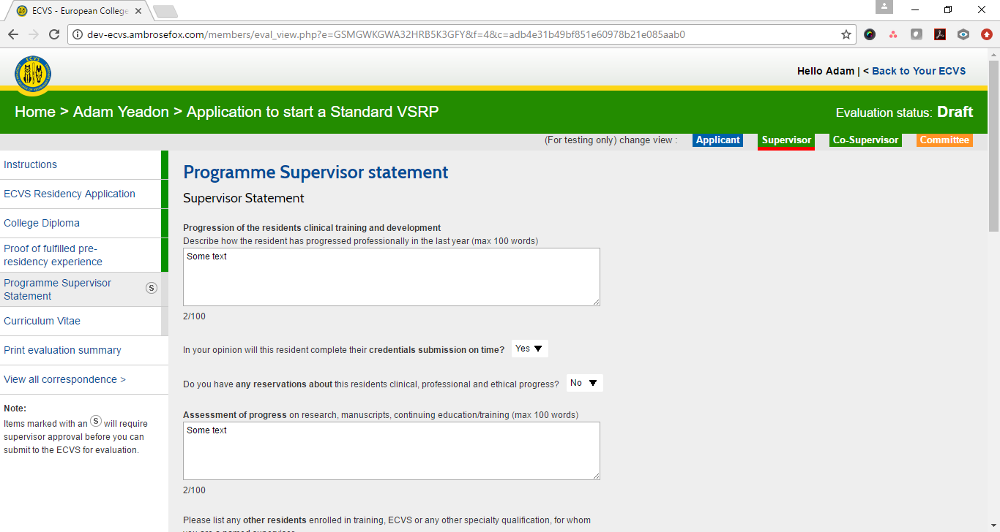 ECVS - European College
dev-ecvs.ambrosefox.com/members/eval_view.php?e=GSMGWKGWA32HRB5K3GFY&f=4&c=adb4e31b49bf851e60978b21e085aab0
ECVS
Hello Adam | < Back to Your ECVS
Home > Adam Yeadon > Application to start a Standard VSRP
Evaluation status: Draft
(For testing only) change view :
Applicant
Supervisor
Co-Supervisor
Committee
Instructions
ECVS Residency Application
College Diploma
Proof of fulfilled pre-
residency experience
Programme Supervisor
Statement
S
Curriculum Vitae
Print evaluation summary
View all correspondence >
Note:
Items marked with an S will require
supervisor approval before you can
submit to the ECVS for evaluation.
Programme Supervisor statement
Supervisor Statement
Progression of the residents clinical training and development
Describe how the resident has progressed professionally in the last year (max 100 words)
Some text
2/100
In your opinion will this resident complete their credentials submission on time? Yes
Do you have any reservations about this residents clinical, professional and ethical progress? No
Assessment of progress on research, manuscripts, continuing education/training (max 100 words)
Some text
2/100
Please list any other residents enrolled in training, ECVS or any other specialty qualification, for whom
you are a named supervisor